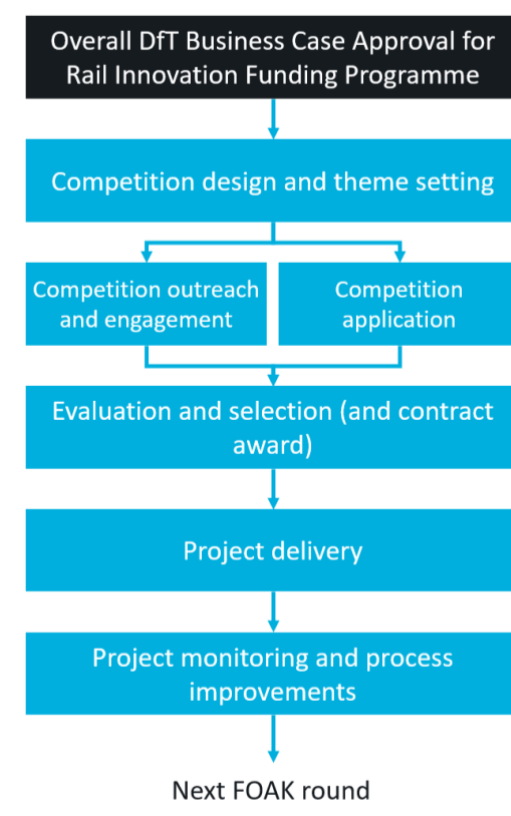 Overall DfT Business Case Approval for
Rail Innovation Funding Programme
Competition design and theme setting
Competition outreach
and engagement
Competition
application
Evaluation and selection (and contract
award)
Project delivery
Project monitoring and process
improvements
Next FOAK round